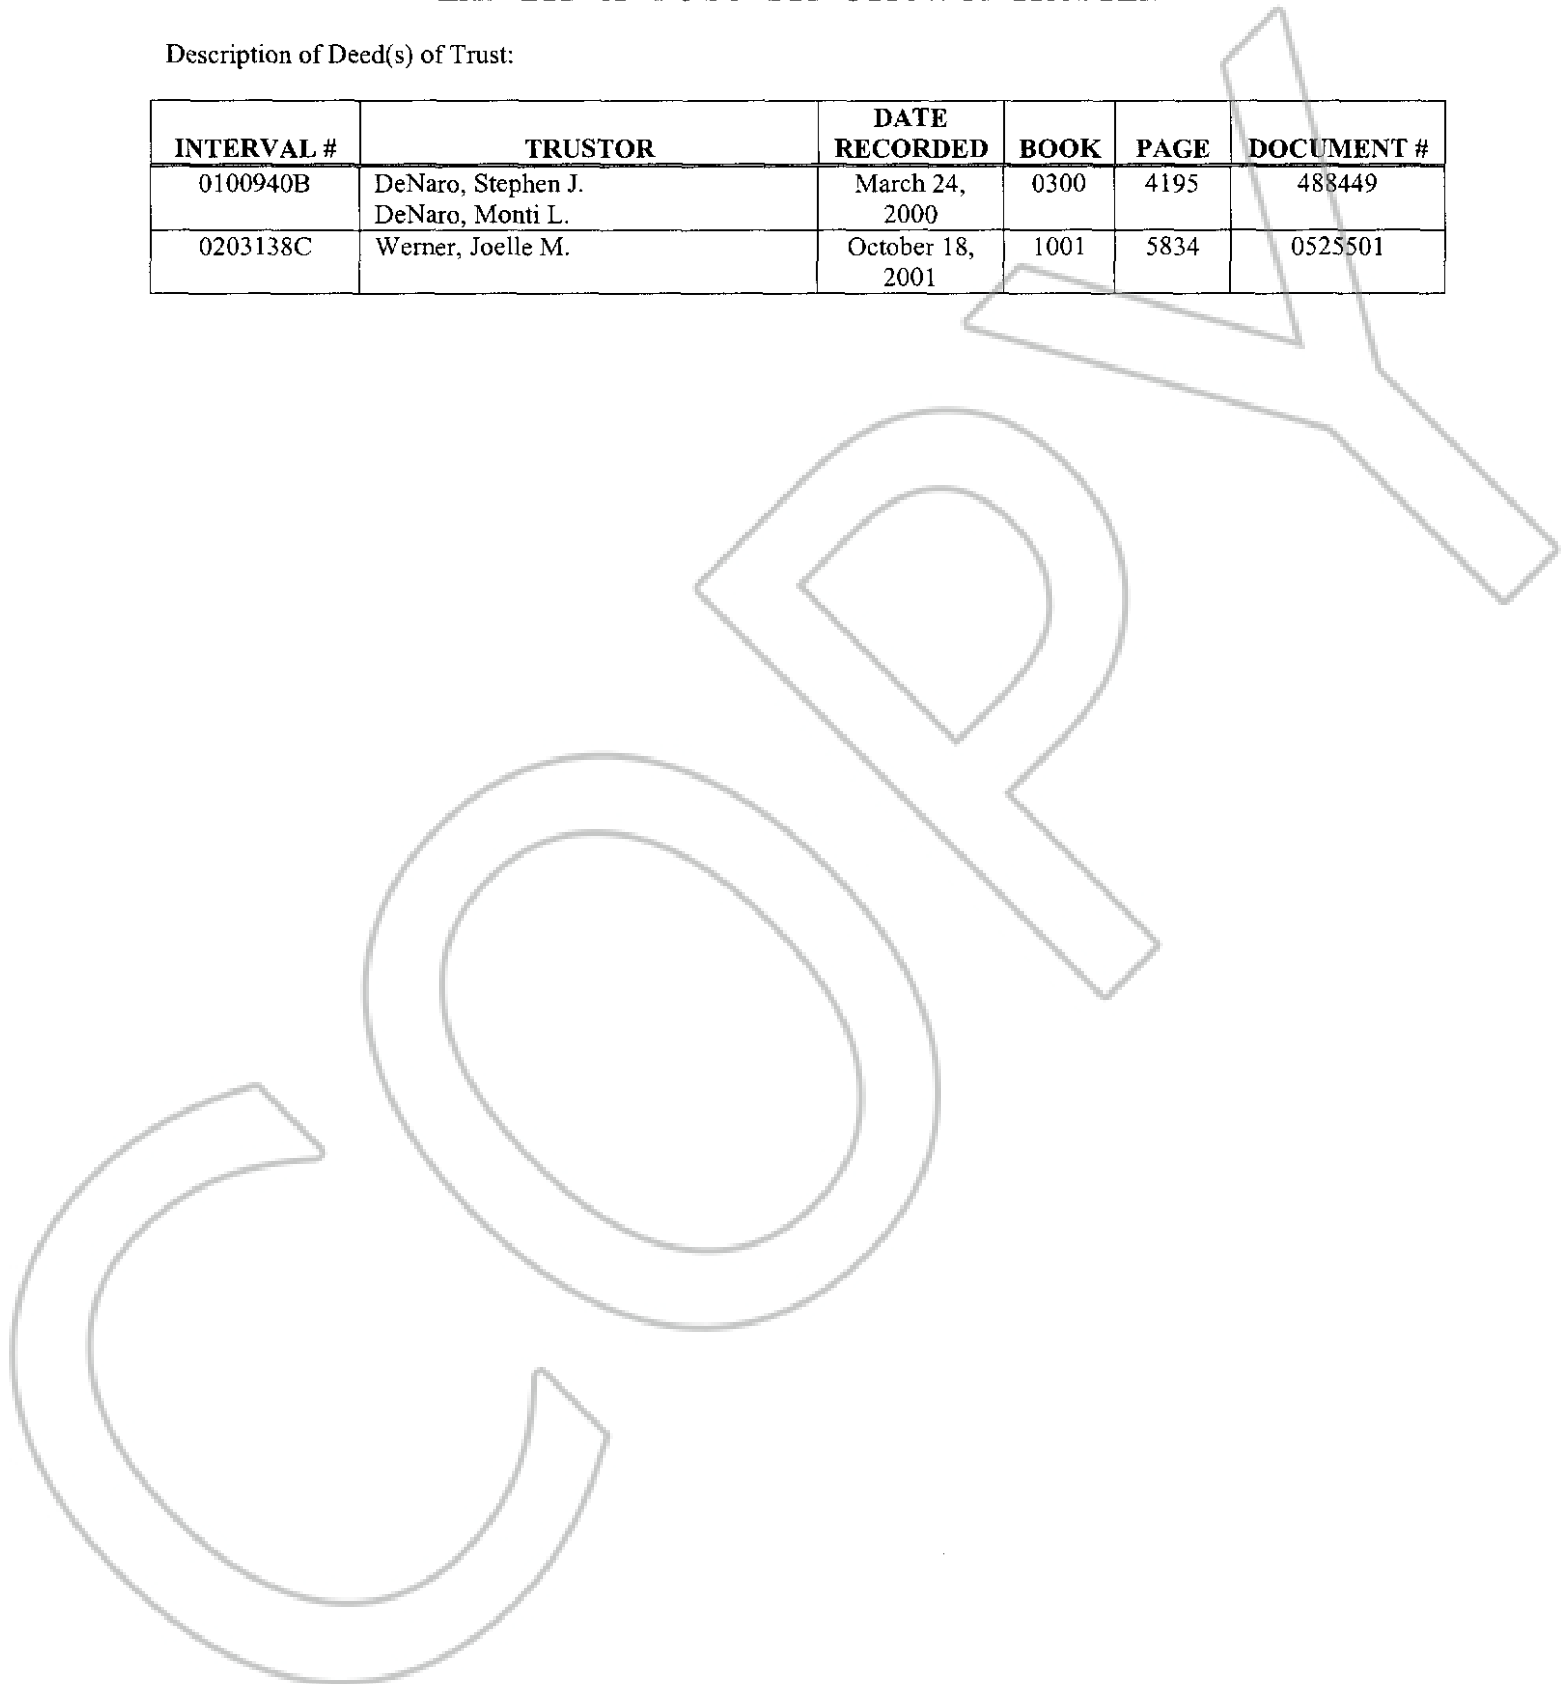 Description of Deed(s) of Trust:
INTERVAL # TRUSTOR DATE RECORDED BOOK PAGE DOCUMENT #
0100940B DeNaro, Stephen J. March 24, 0300 4195 488449
DeNaro, Monti L. 2000
0203138C Werner, Joelle M. October 18, 1001 5834 0525501
2001
COPY